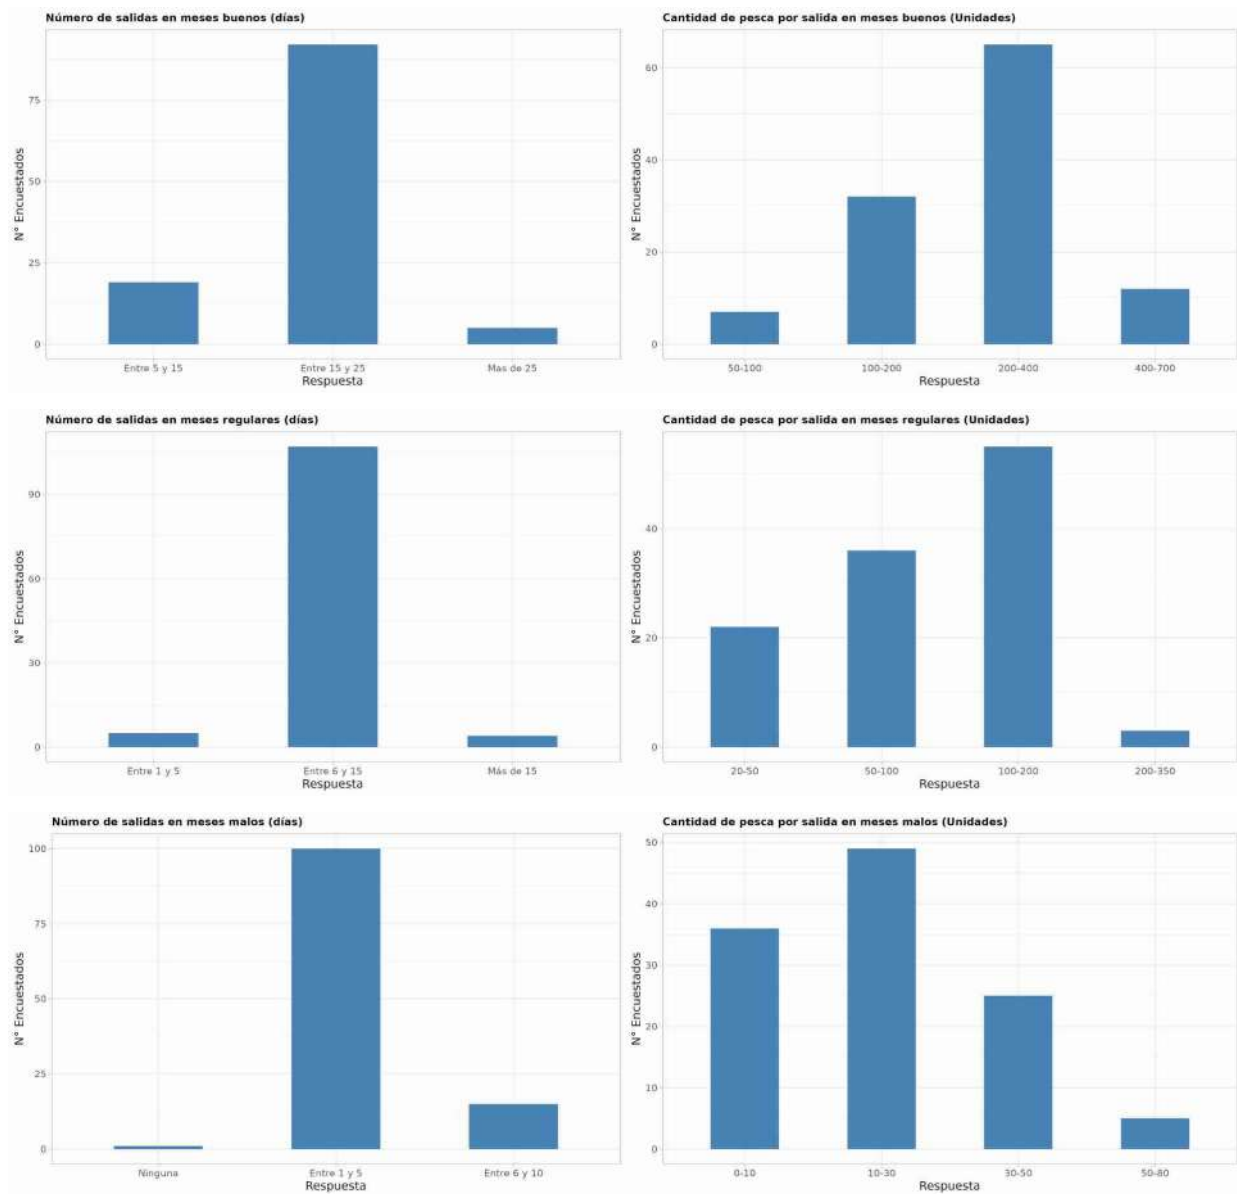 Número de salidas en meses buenos (días)
N° Encuestados
75
50
25
0
Entre 5 y 15
Entre 15 y 25
Mas de 25
Respuesta
Cantidad de pesca por salida en meses buenos (Unidades)
N° Encuestados
60
40
20
0
50-100
100-200
200-400
400-700
Respuesta
Número de salidas en meses regulares (días)
N° Encuestados
90
60
30
0
Entre 1 y 5
Entre 6 y 15
Más de 15
Respuesta
Cantidad de pesca por salida en meses regulares (Unidades)
N° Encuestados
40
20
0
20-50
50-100
100-200
200-350
Respuesta
Número de salidas en meses malos (días)
N° Encuestados
100
75
50
25
0
Ninguna
Entre 1 y 5
Entre 6 y 10
Respuesta
Cantidad de pesca por salida en meses malos (Unidades)
N° Encuestados
50
40
30
20
10
0
0-10
10-30
30-50
50-80
Respuesta